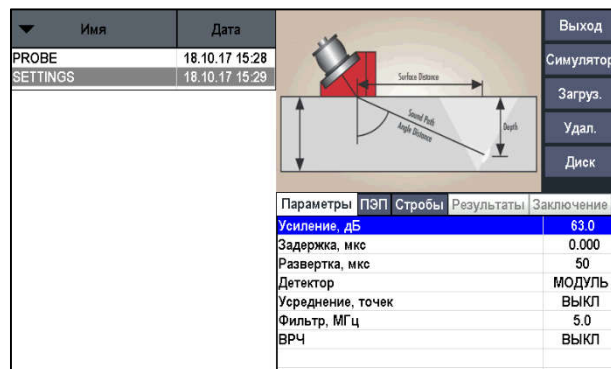 Имя Дата
PROBE 18.10.17 15:28
SETTINGS 18.10.17 15:29
Surface Distance
Sound Path
Angle Distance
Depth
Выход
Симулятор
Загруз.
Удал.
Диск
Параметры ПЭП Стробы Результаты Заключение
Усиление, дБ 63.0
Задержка, мкс 0.000
Развертка, мкс 50
Детектор МОДУЛЬ
Усреднение, точек ВЫКЛ
Фильтр, МГц 5.0
ВРЧ ВЫКЛ